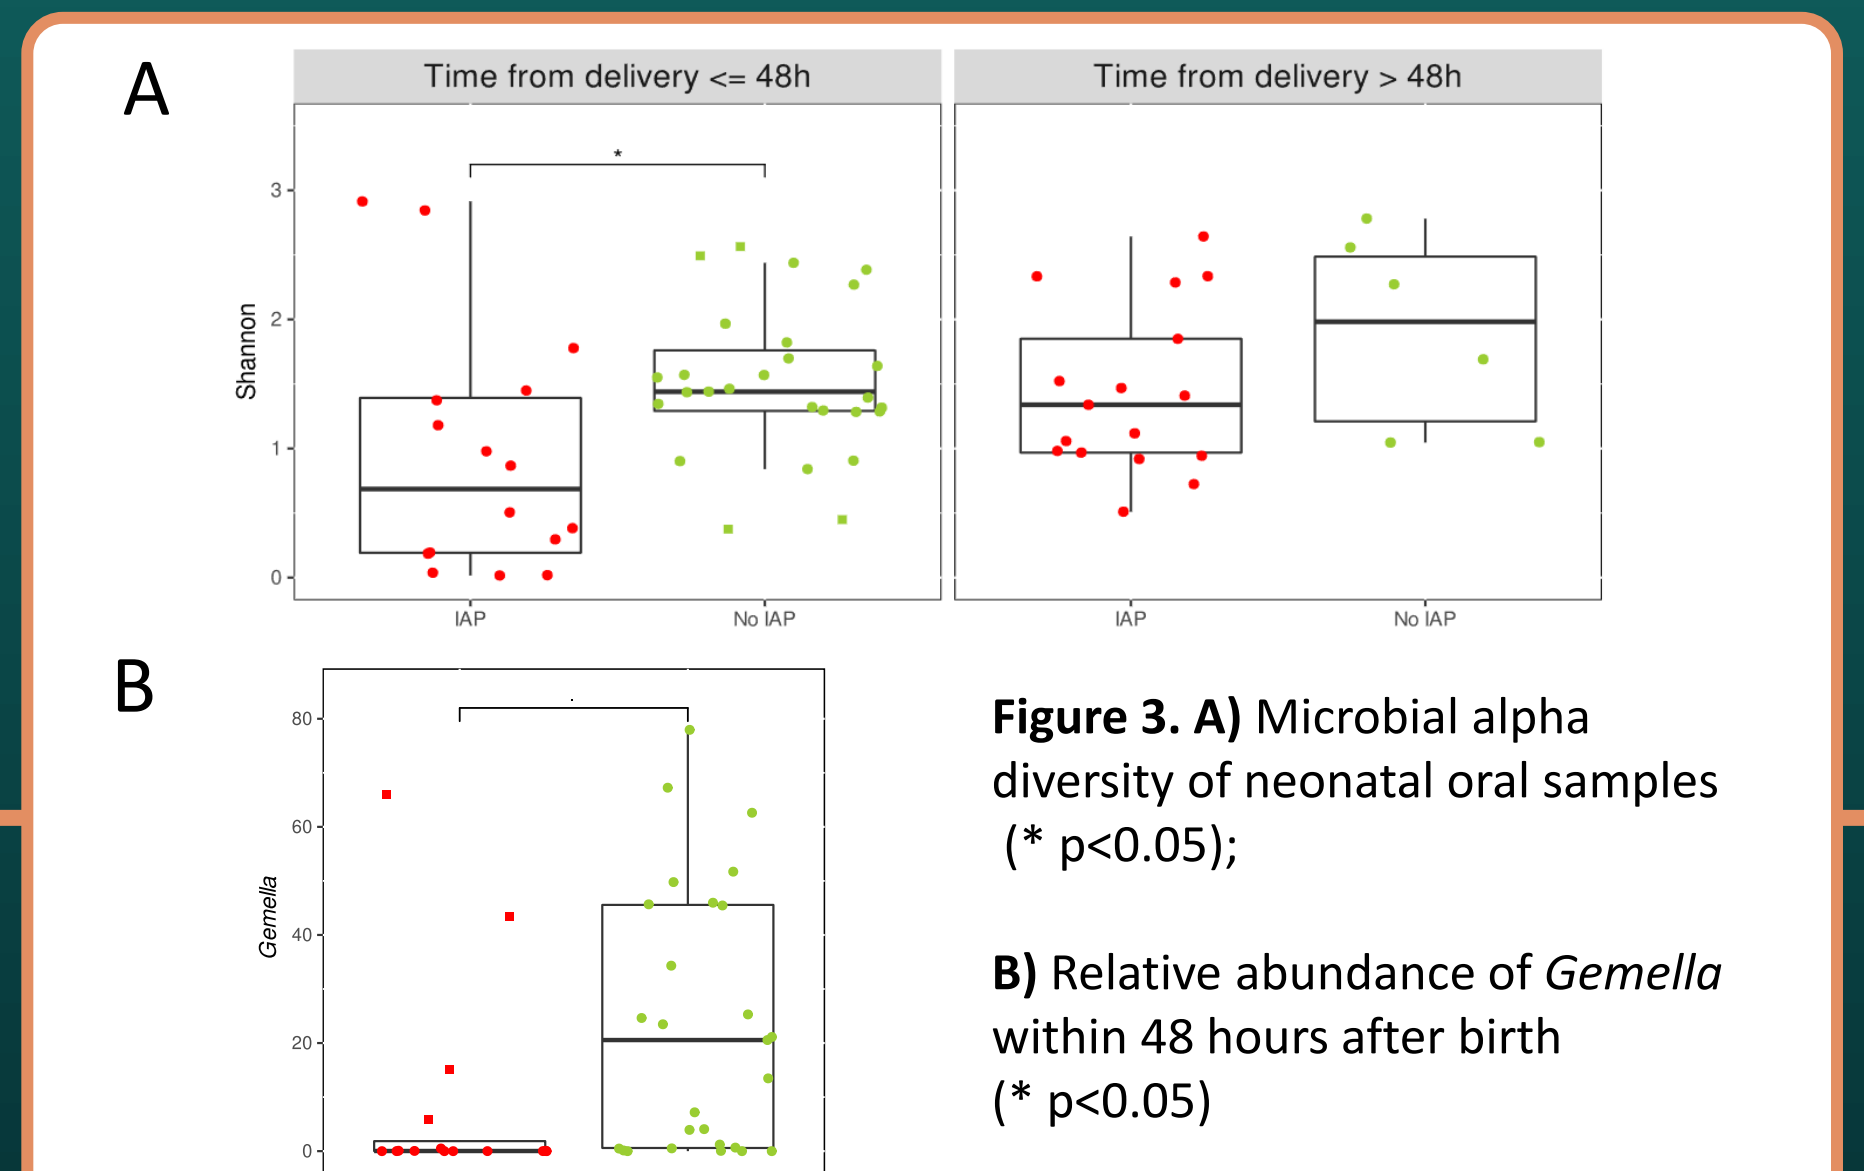 A
Time from delivery <= 48h
Time from delivery > 48h
*
Shannon
3
2
1
0
IAP
No IAP
IAP
No IAP
B
.
Gemella
80
60
40
20
0
Figure 3. A) Microbial alpha
diversity of neonatal oral samples
(* p<0.05);
B) Relative abundance of Gemella
within 48 hours after birth
(* p<0.05)